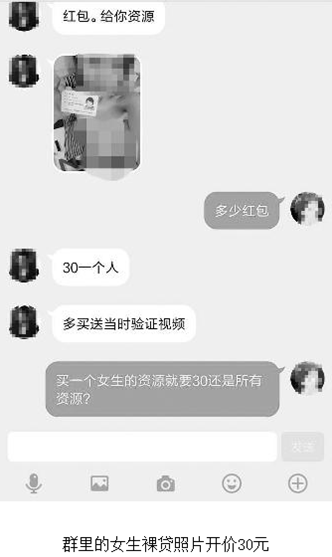 红包。给你资源
多少红包
30一个人
多买送当时验证视频
买一个女生的资源就要30还是所有
资源?
发送
群里的女生裸贷照片开价30元